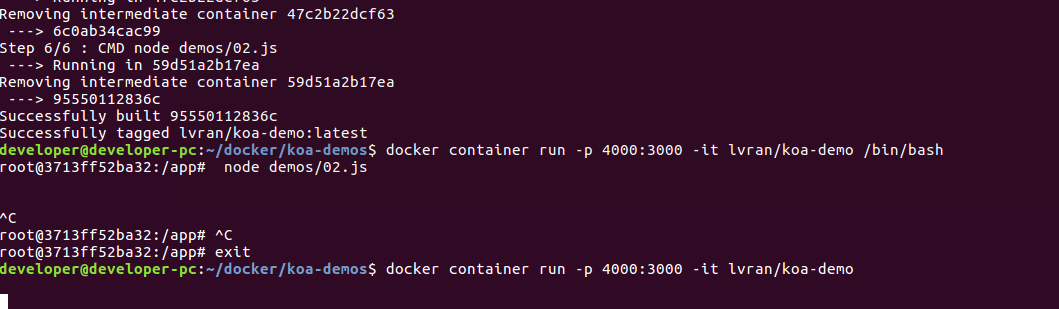 ---> Running in 47c2b22dcf63
Removing intermediate container 47c2b22dcf63
---> 6c0ab34cac99
Step 6/6 : CMD node demos/02.js
---> Running in 59d51a2b17ea
Removing intermediate container 59d51a2b17ea
---> 95550112836c
Successfully built 95550112836c
Successfully tagged lvran/koa-demo:latest
developer@developer-pc:~/docker/koa-demos$ docker container run -p 4000:3000 -it lvran/koa-demo /bin/bash
root@3713ff52ba32:/app#  node demos/02.js
^C
root@3713ff52ba32:/app# ^C
root@3713ff52ba32:/app# exit
developer@developer-pc:~/docker/koa-demos$ docker container run -p 4000:3000 -it lvran/koa-demo